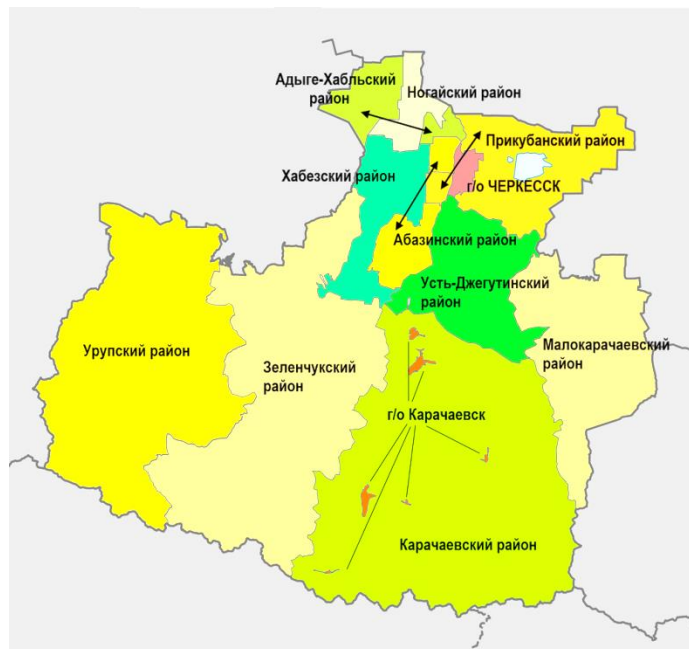 Адыге-Хабльский
район
Ногайский район
Прикубанский район
Хабезский район
г/о ЧЕРКЕССК
Абазинский район
Усть-Джегутинский
район
Урупский район
Зеленчукский
район
Малокарачаевский
район
г/о Карачаевск
Карачаевский район